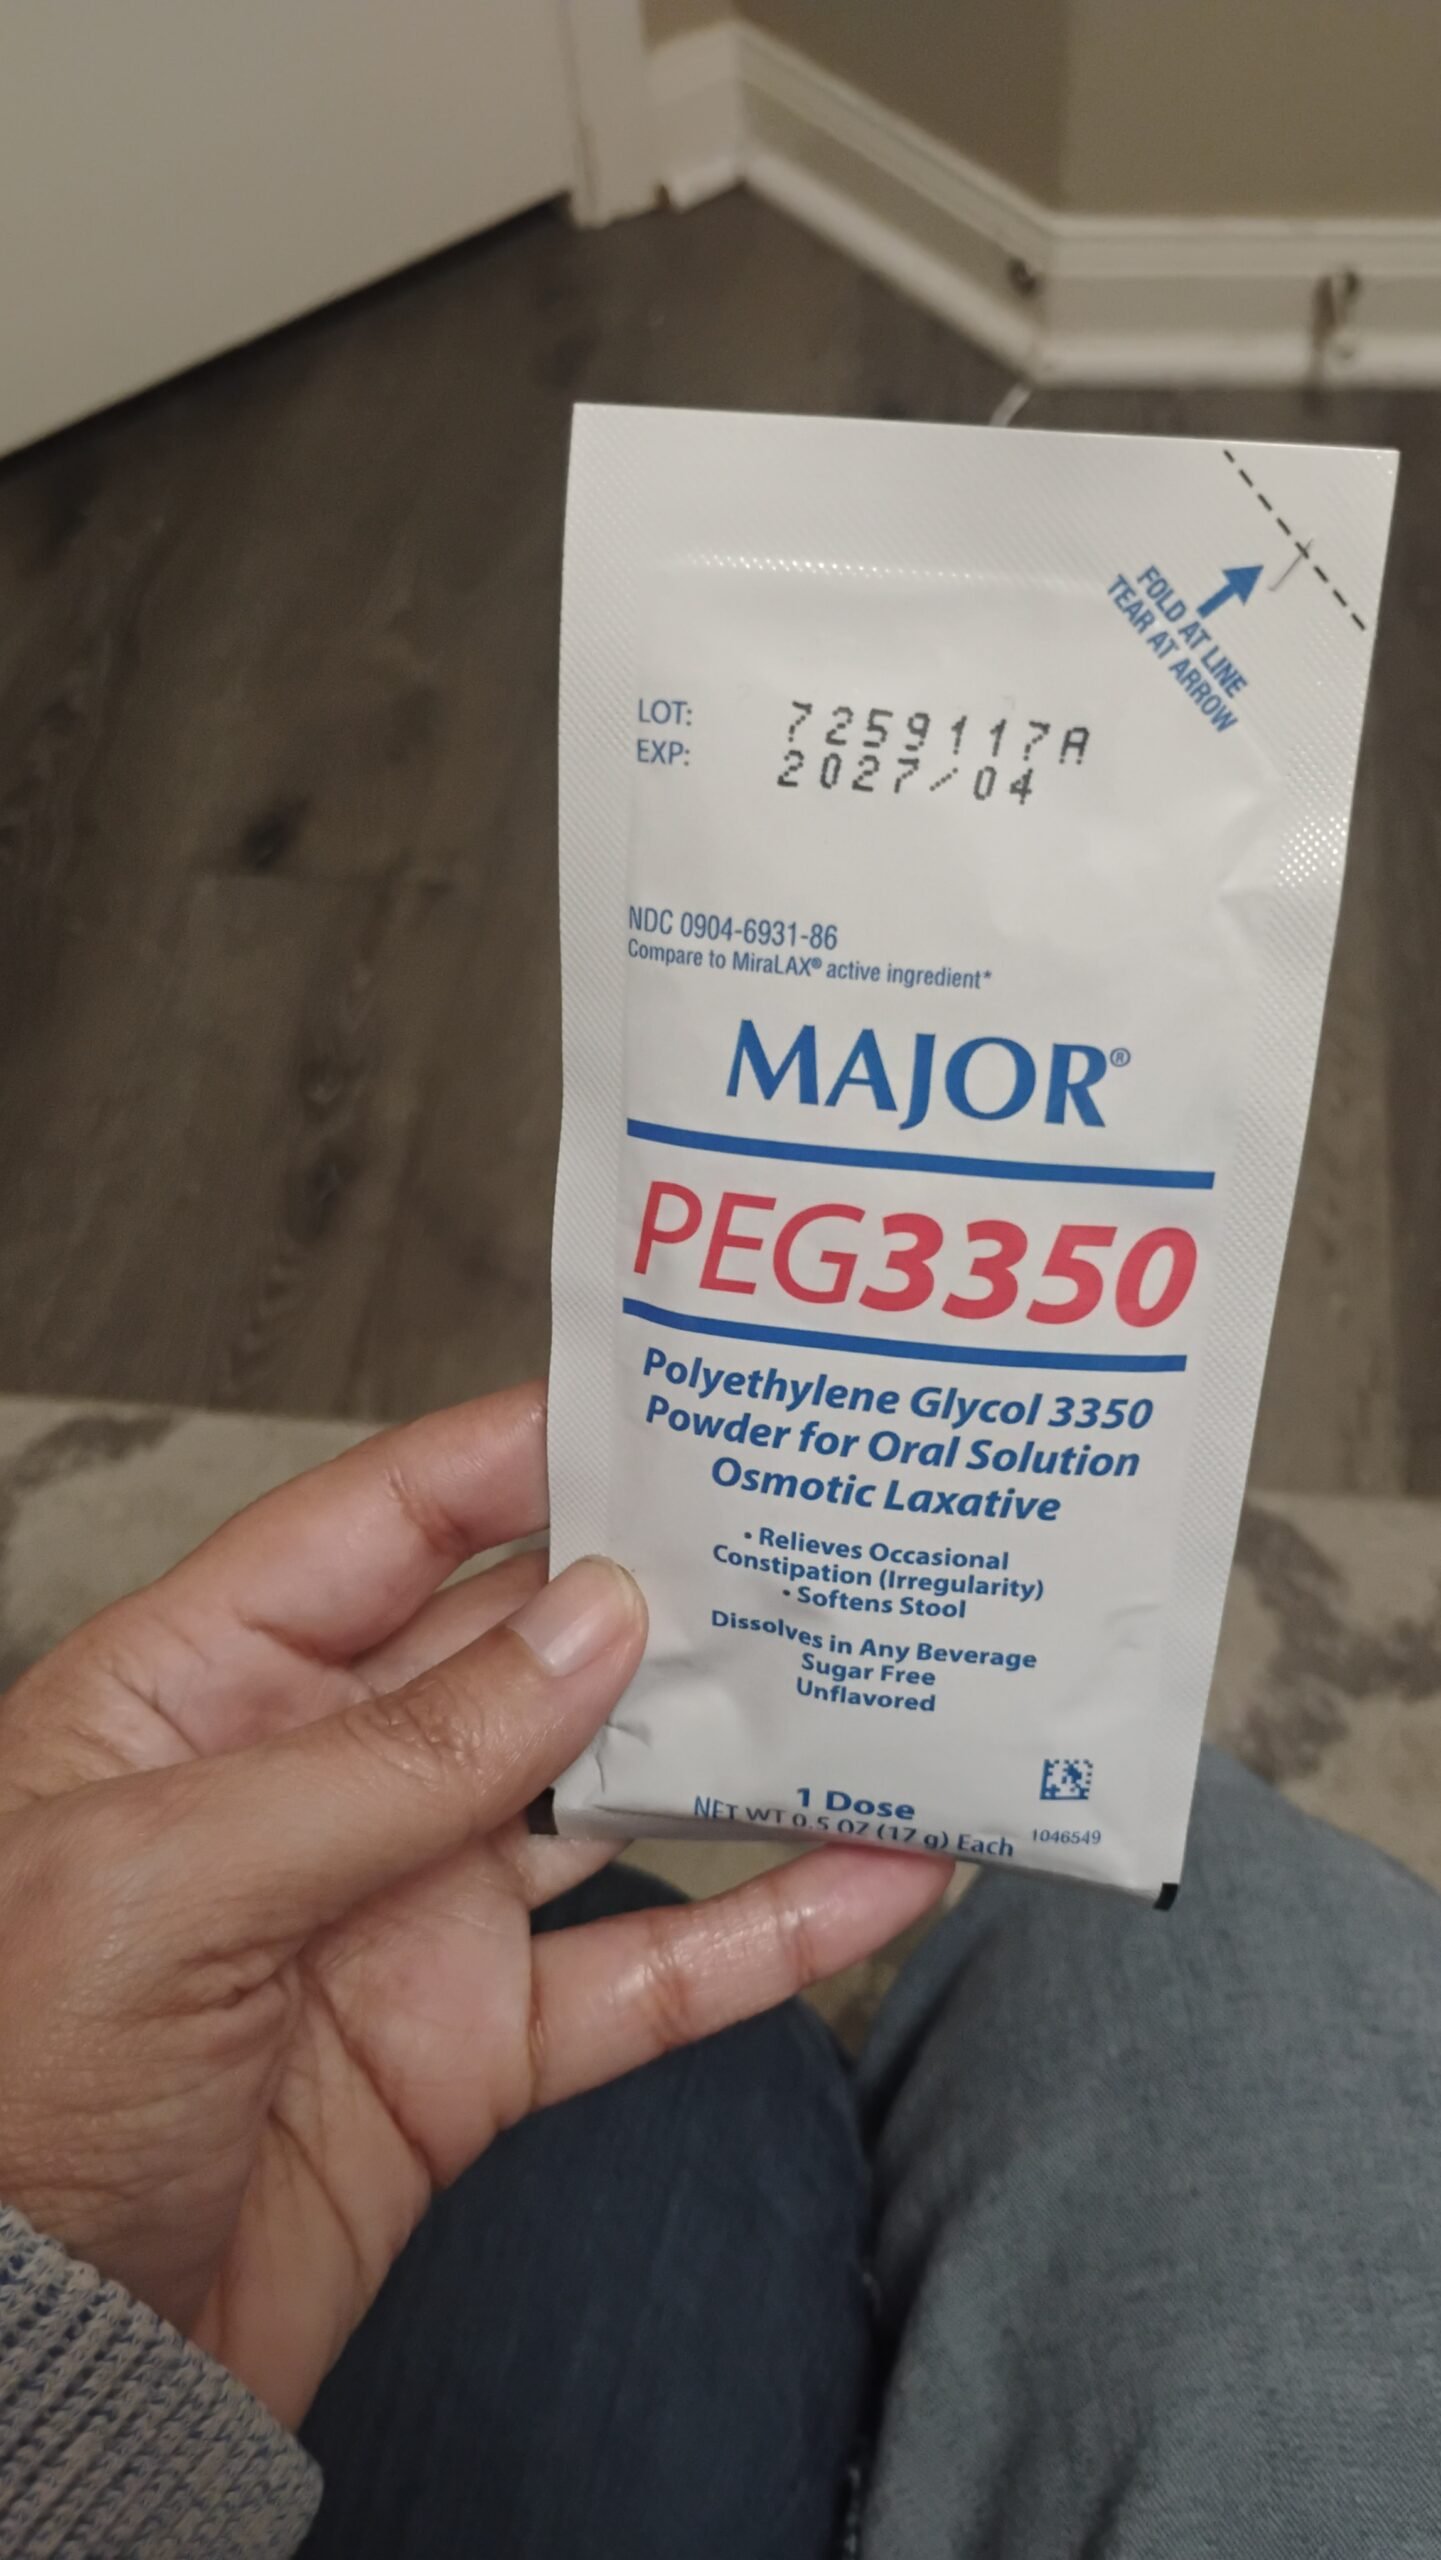 FOLD AT LINE
TEAR AT ARROW
LOT: 7259117A
EXP: 2027/04
NDC 0904-6931-86
Compare to MiraLAX® active ingredient*
MAJOR®
PEG3350
Polyethylene Glycol 3350
Powder for Oral Solution
Osmotic Laxative
• Relieves Occasional
Constipation (Irregularity)
• Softens Stool
Dissolves in Any Beverage
Sugar Free
Unflavored
1 Dose
NET WT 0.5 OZ (17 g) Each
1046549